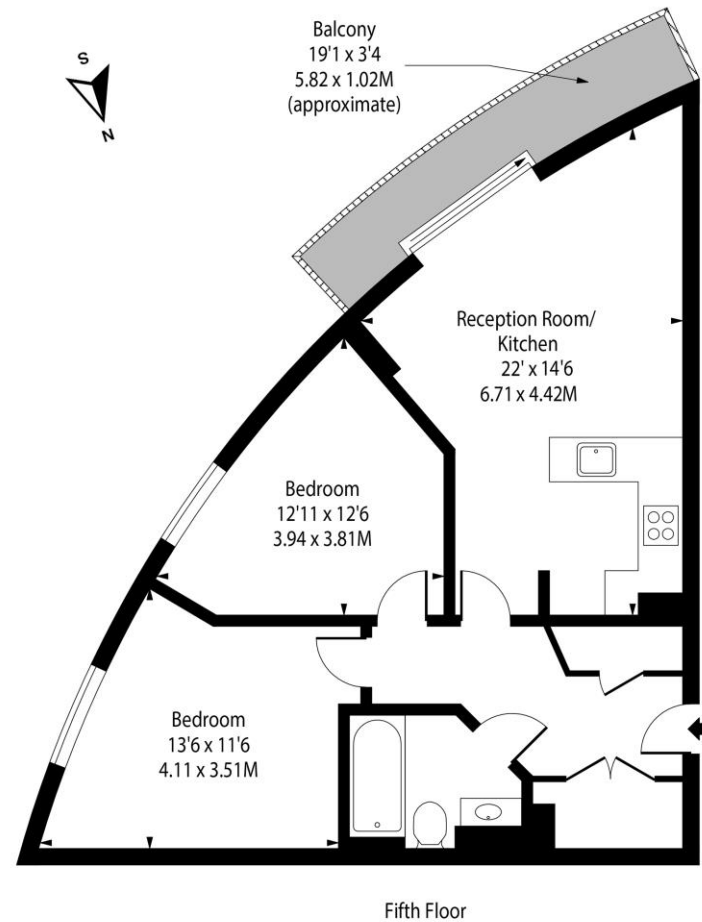 Balcony
19'1 x 3'4
5.82 x 1.02M
(approximate)
S
N
Reception Room/
Kitchen
22' x 14'6
6.71 x 4.42M
Bedroom
12'11 x 12'6
3.94 x 3.81M
Bedroom
13'6 x 11'6
4.11 x 3.51M
Fifth Floor